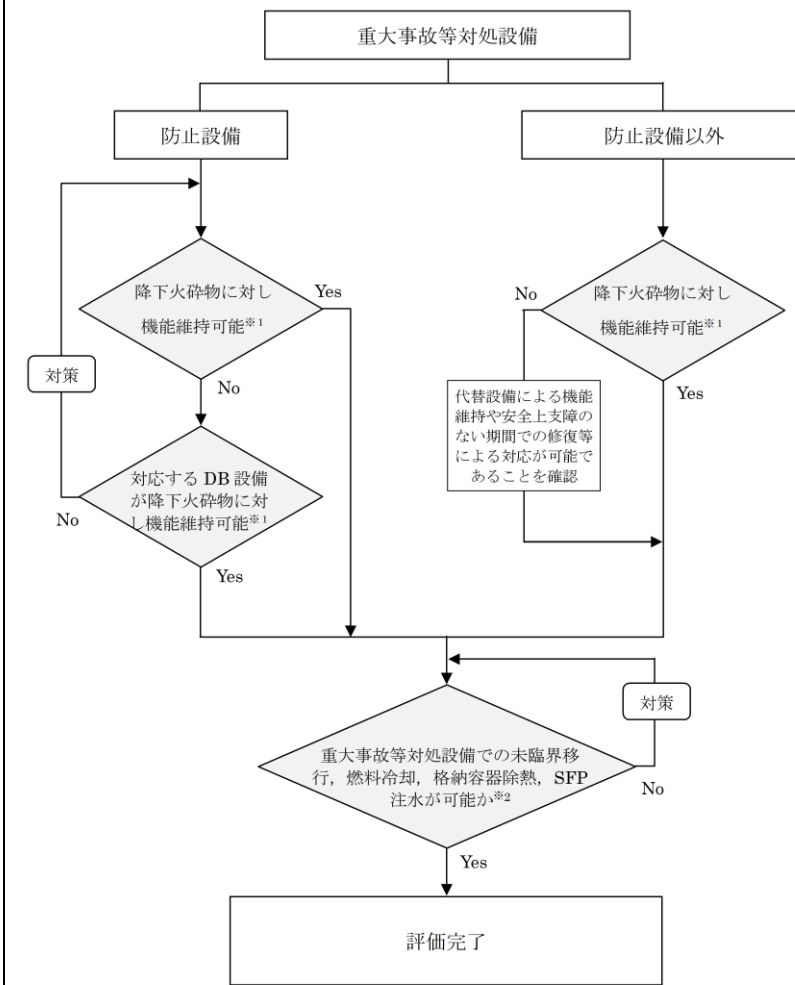 重大事故等対処設備
防止設備
防止設備以外
降下火砕物に対し
機能維持可能※1
Yes
No
対策
対応する DB 設備
が降下火砕物に対
し機能維持可能※1
No
Yes
降下火砕物に対し
機能維持可能※1
No
Yes
代替設備による機能
維持や安全上支障の
ない期間での修復等
による対応が可能で
あることを確認
対策
重大事故等対処設備での未臨界移
行，燃料冷却，格納容器除熱，SFP
注水が可能か※2
No
Yes
評価完了